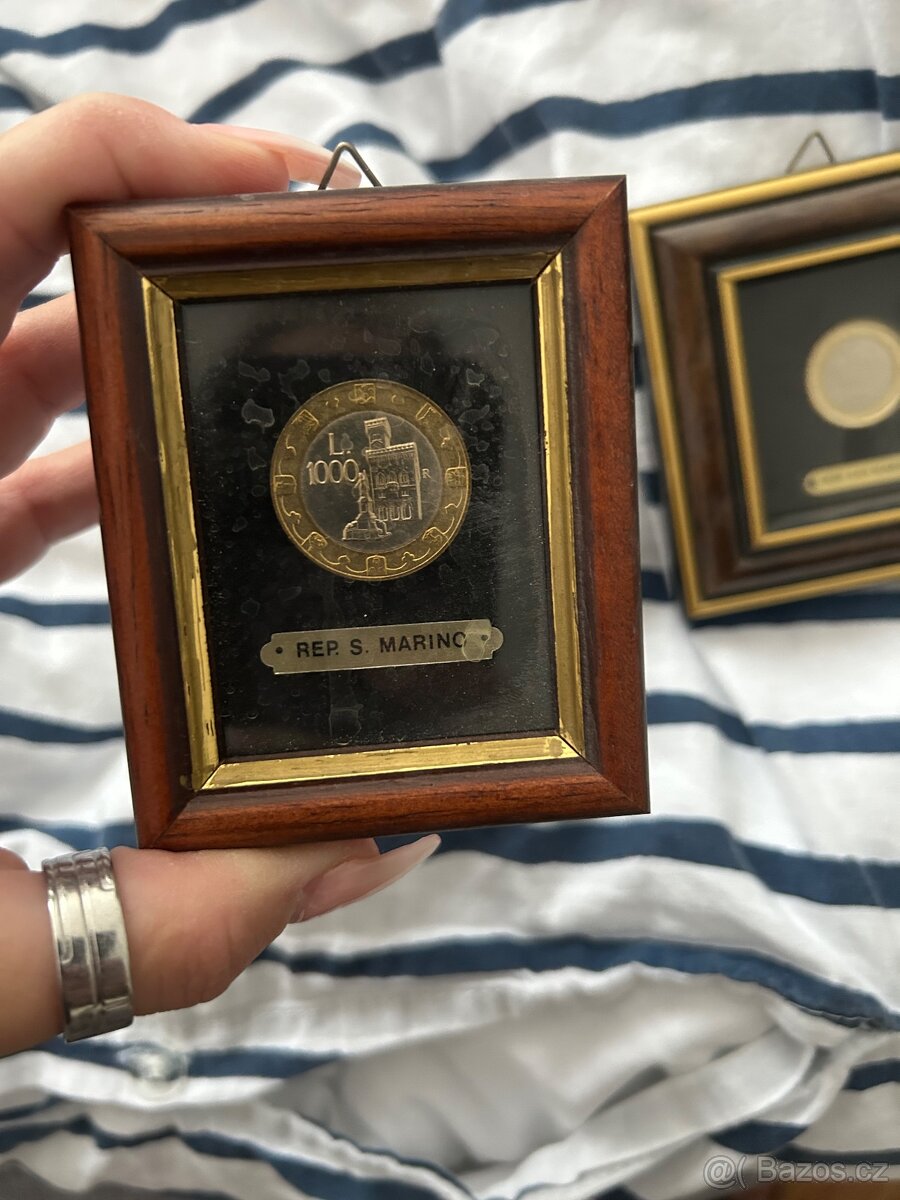 L.
1000
R
REP. S. MARINO
@( Bazos.cz